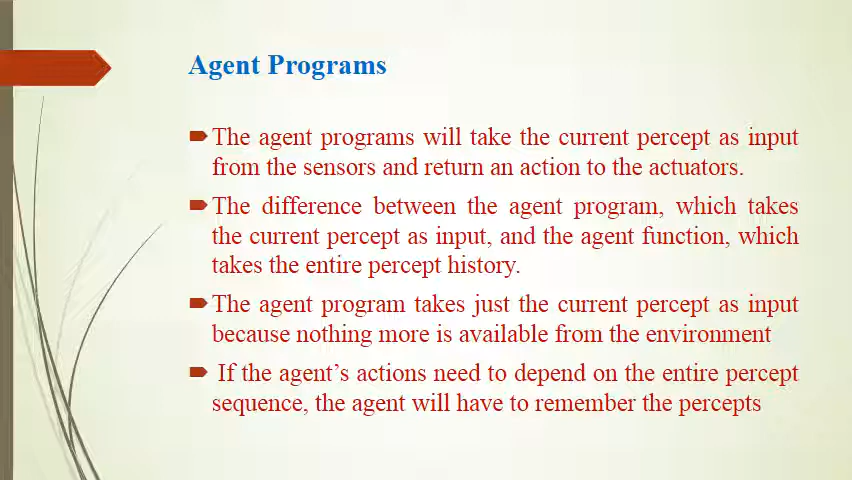 Agent Programs
The agent programs will take the current percept as input
from the sensors and return an action to the actuators.
The difference between the agent program, which takes
the current percept as input, and the agent function, which
takes the entire percept history.
The agent program takes just the current percept as input
because nothing more is available from the environment
If the agent’s actions need to depend on the entire percept
sequence, the agent will have to remember the percepts